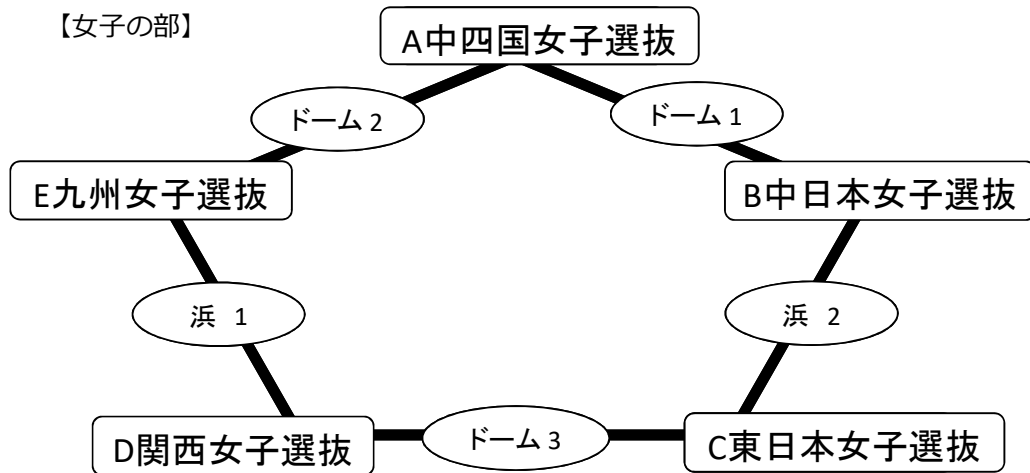 【女子の部】
A中四国女子選抜
ドーム 2
ドーム 1
E九州女子選抜
B中日本女子選抜
浜 1
浜 2
D関西女子選抜
ドーム 3
C東日本女子選抜